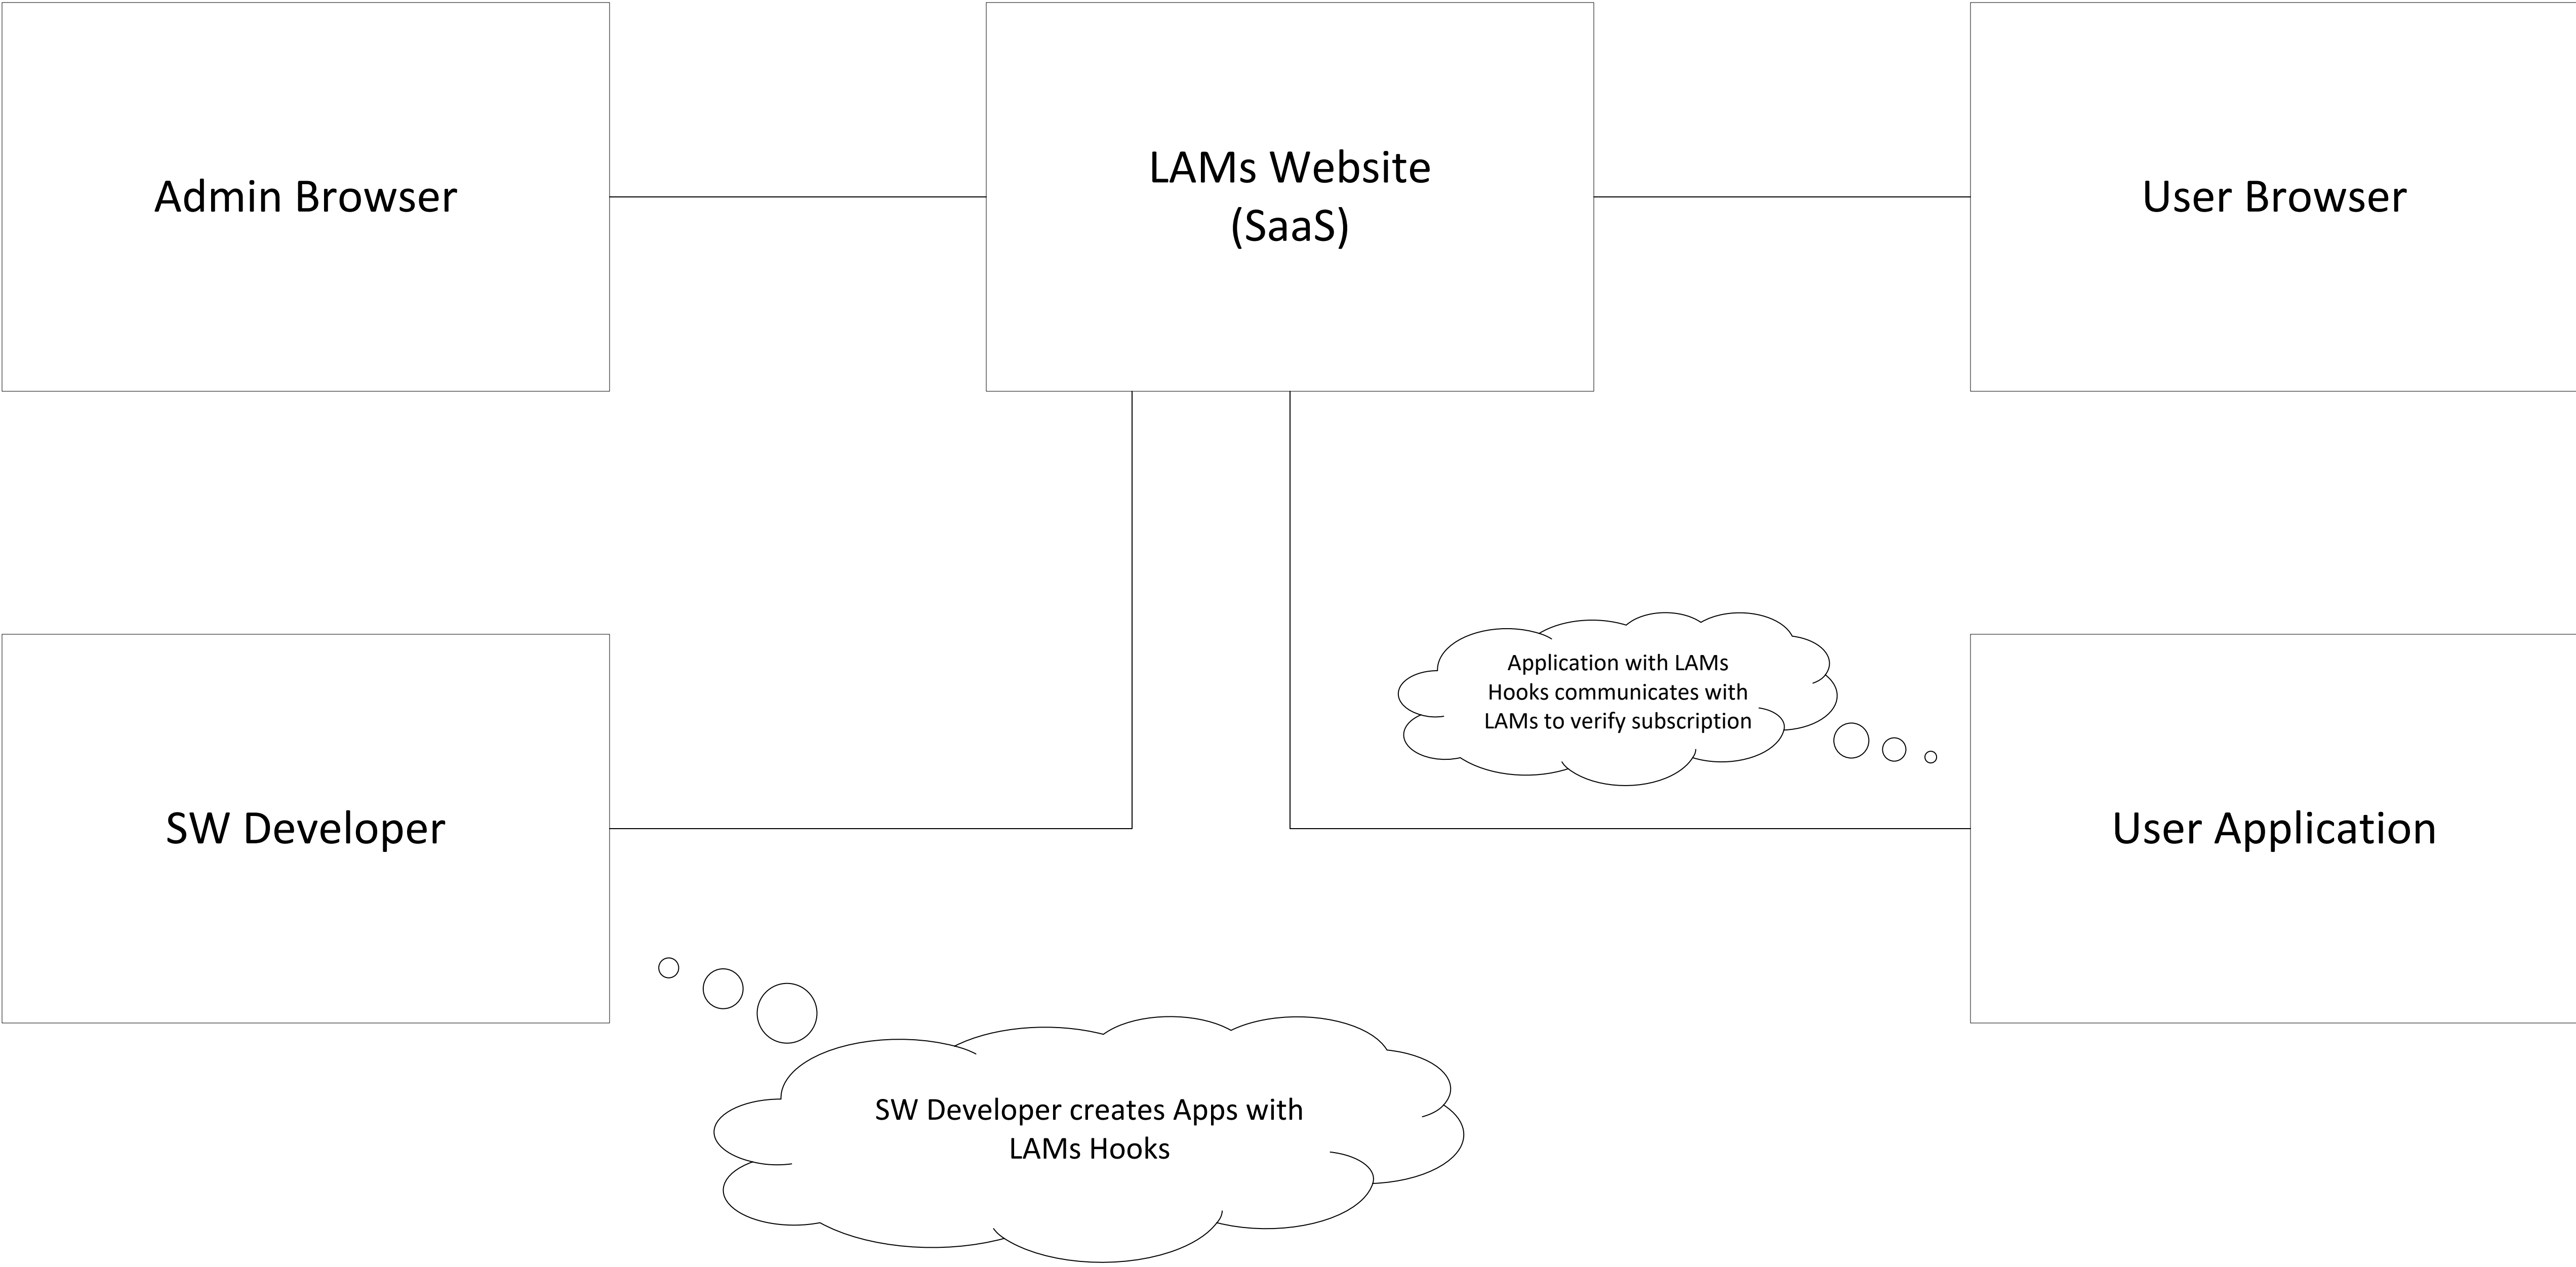 Admin Browser
LAMs Website
(SaaS)
User Browser
Application with LAMs
Hooks communicates with
LAMs to verify subscription
SW Developer
User Application
SW Developer creates Apps with
LAMs Hooks